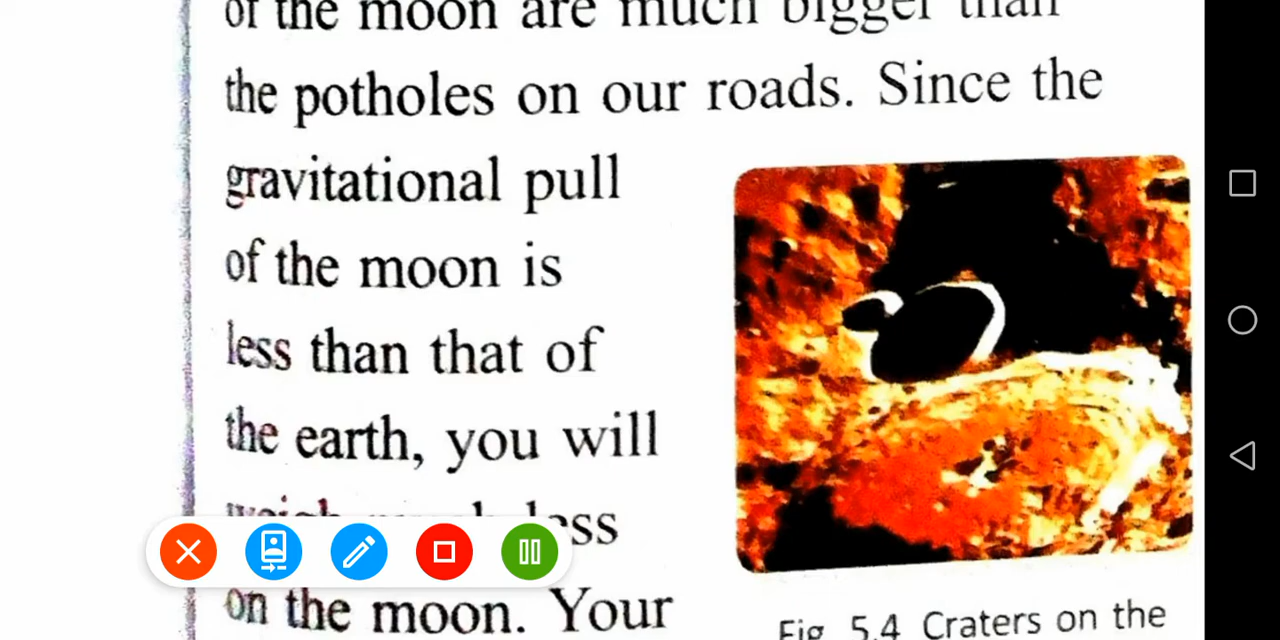 of the moon are much bigger than
the potholes on our roads. Since the
gravitational pull
of the moon is
less than that of
the earth, you will
weigh much less
on the moon. Your
Fig. 5.4 Craters on the